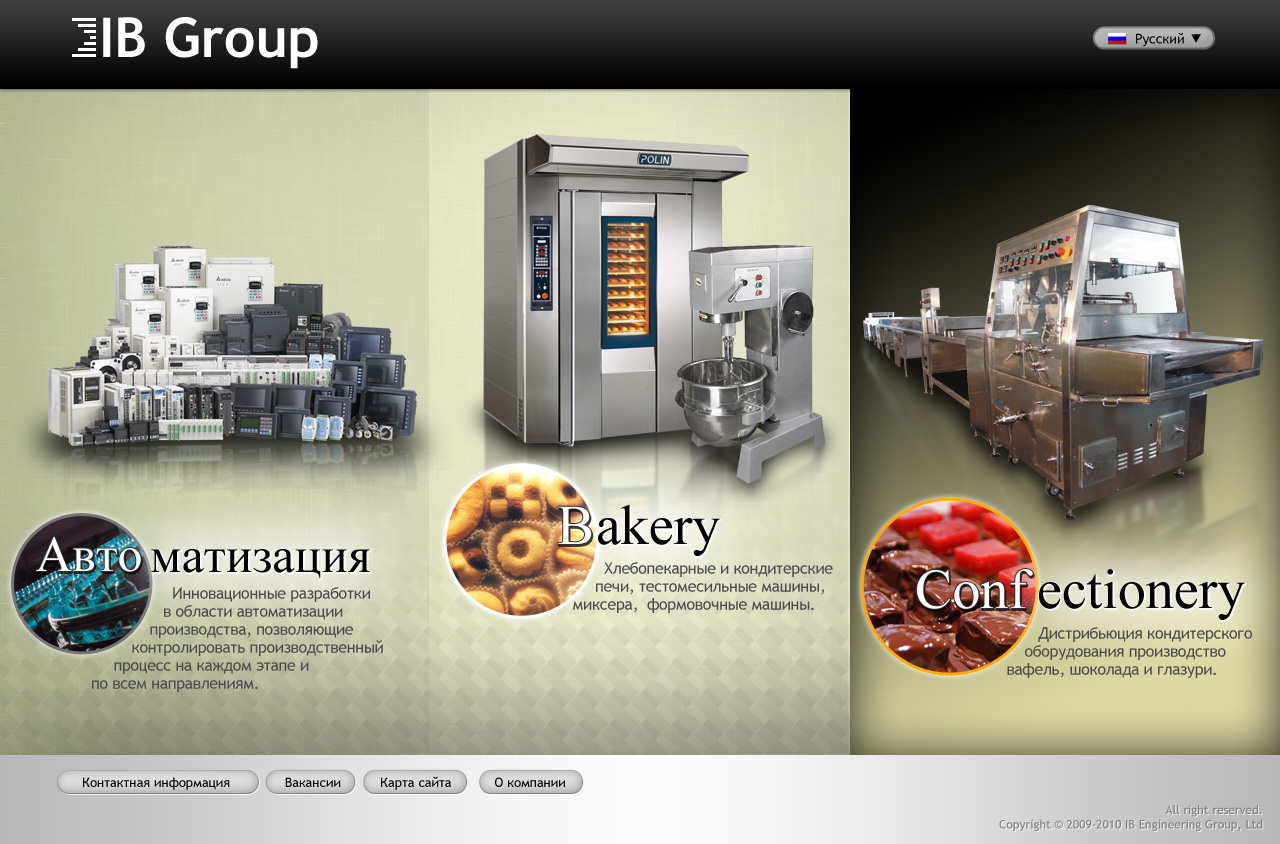 IB Group
Русский
POLIN
Автоматизация
Инновационные разработки
в области автоматизации
производства, позволяющие
контролировать производственный
процесс на каждом этапе и
по всем направлениям.
Bakery
Хлебопекарные и кондитерские
печи, тестомесильные машины,
миксера, формовочные машины.
Confectionery
Дистрибьюция кондитерского
оборудования производство
вафель, шоколада и глазури.
Контактная информация
Вакансии
Карта сайта
О компании
All right reserved.
Copyright © 2009-2010 IB Engineering Group, Ltd